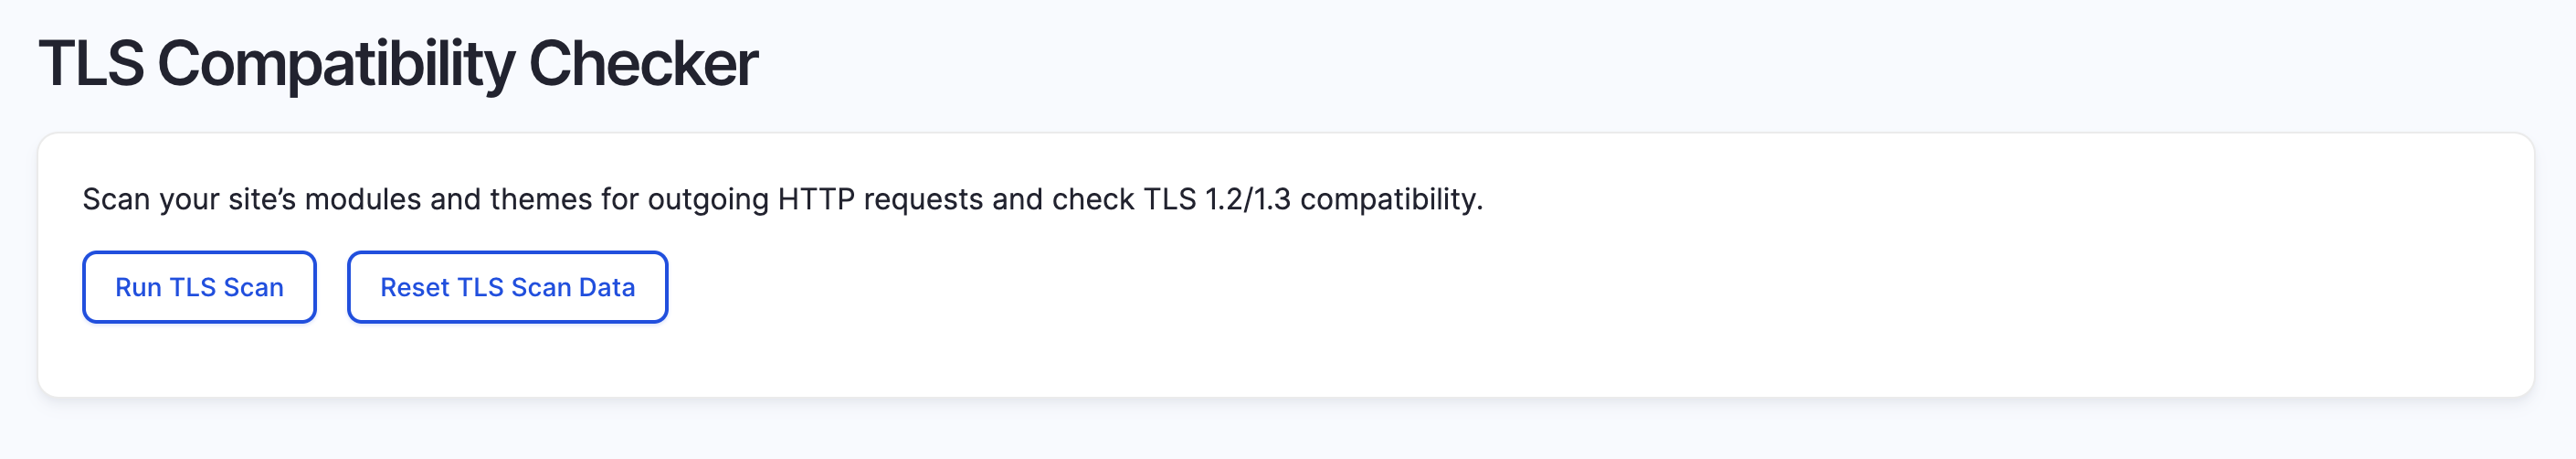 TLS Compatibility Checker
Scan your site’s modules and themes for outgoing HTTP requests and check TLS 1.2/1.3 compatibility.
Run TLS Scan
Reset TLS Scan Data